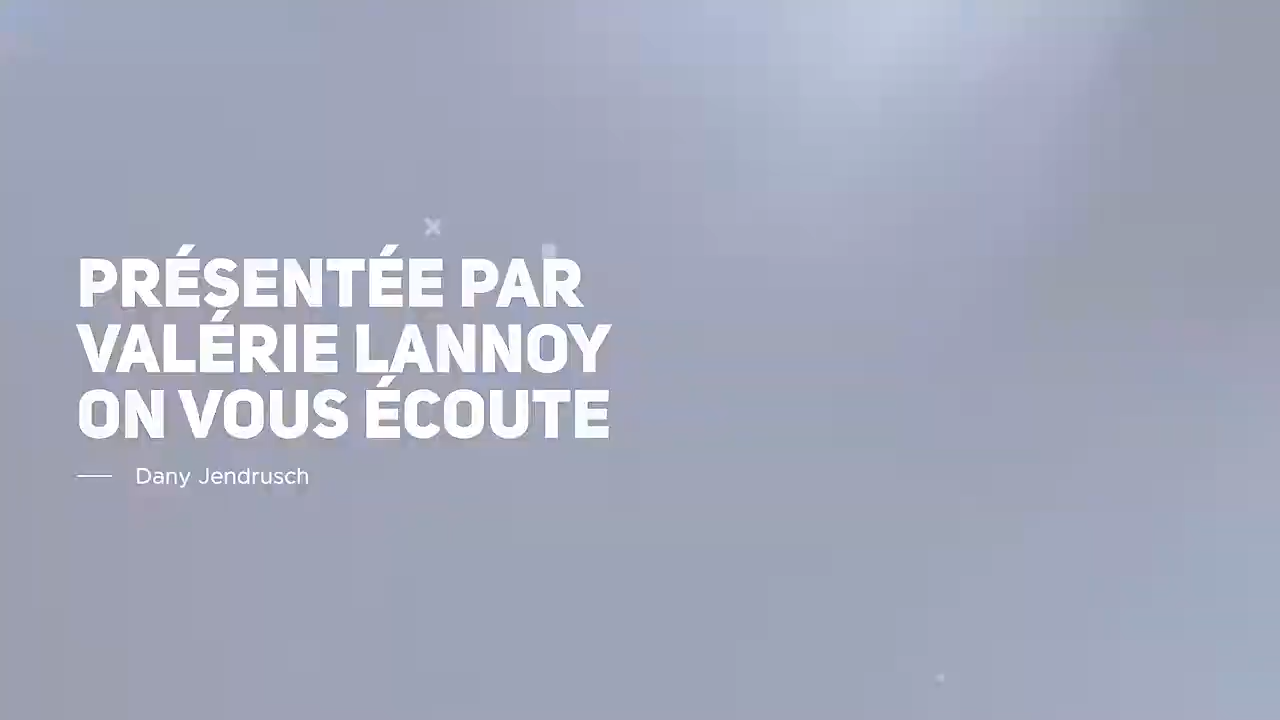 PRÉSENTÉE PAR
VALÉRIE LANNOY
ON VOUS ÉCOUTE
Dany Jendrusch